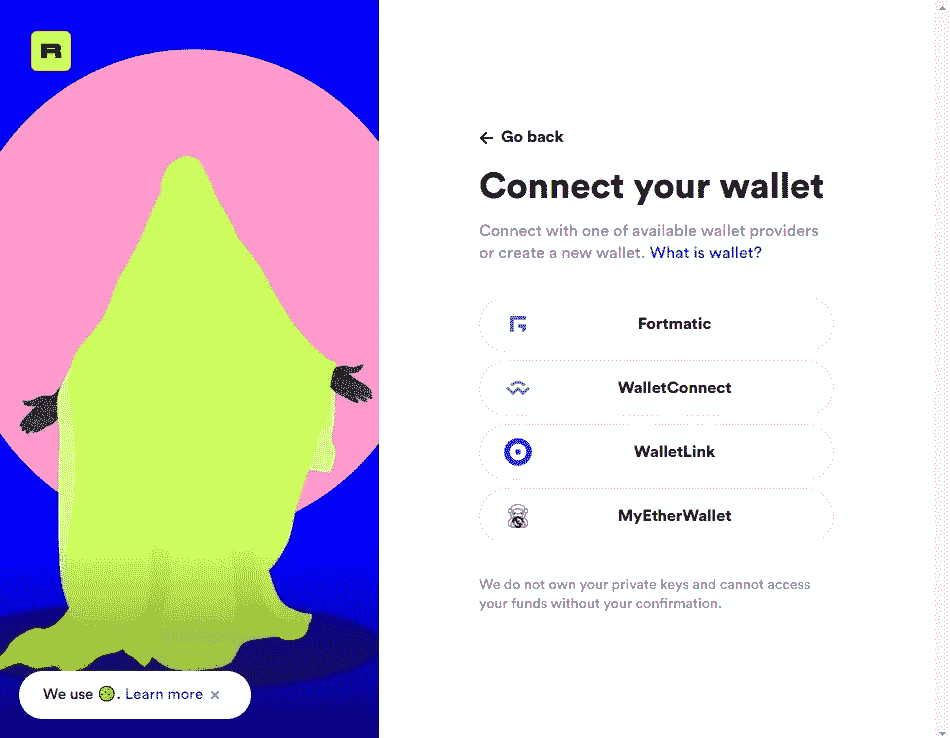 R
Go back
Connect your wallet
Connect with one of available wallet providers
or create a new wallet. What is wallet?
Fortmatic
WalletConnect
WalletLink
MyEtherWallet
We do not own your private keys and cannot access
your funds without your confirmation.
We use 🍪. Learn more ×